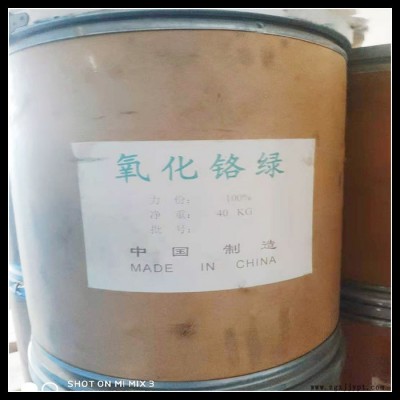 氧化铬绿
力份: 100%
净重: 40 KG
批号:
中国制造
MADE IN CHINA
SHOT ON MI MIX 3